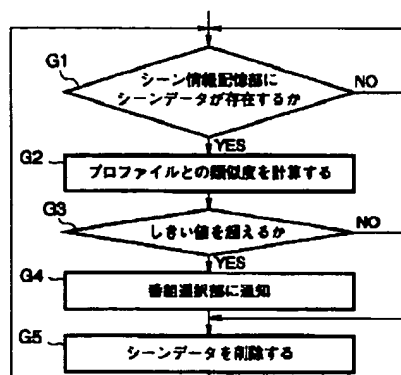 G1
シーン情報記憶部に
シーンデータが存在するか
NO
YES
G2
プロファイルとの類似度を計算する
G3
しきい値を超えるか
NO
YES
G4
番組選択部に通知
G5
シーンデータを削除する